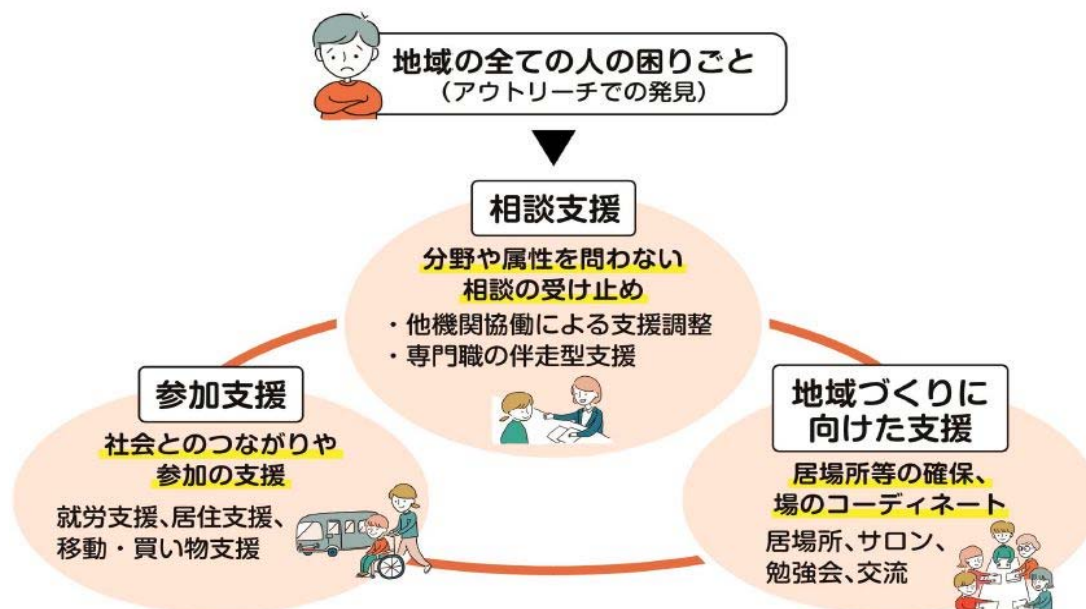 地域の全ての人の困りごと
（アウトリーチでの発見）
相談支援
分野や属性を問わない
相談の受け止め
・他機関協働による支援調整
・専門職の伴走型支援
参加支援
社会とのつながりや
参加の支援
就労支援、居住支援、
移動・買い物支援
地域づくりに
向けた支援
居場所等の確保、
場のコーディネート
居場所、サロン、
勉強会、交流